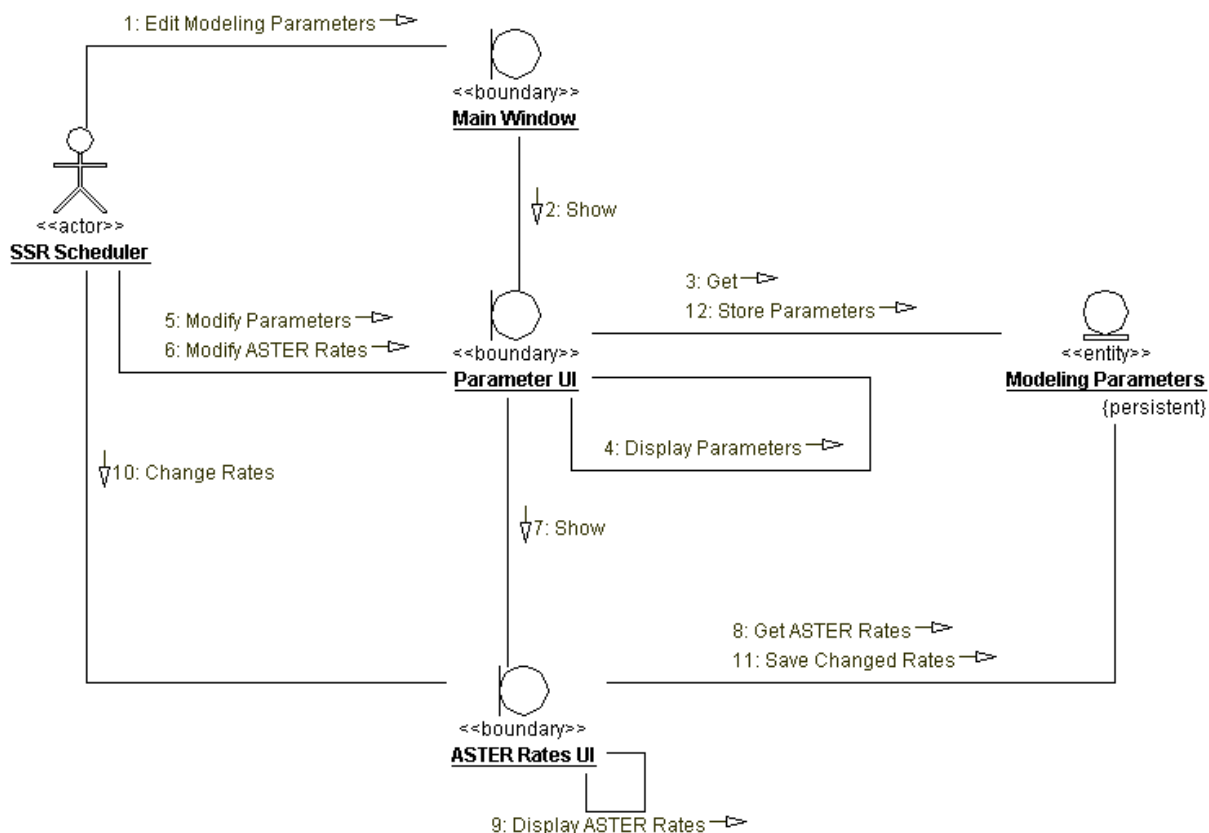 1: Edit Modeling Parameters
<<boundary>>
Main Window
<<actor>>
SSR Scheduler
2: Show
3: Get
12: Store Parameters
5: Modify Parameters
6: Modify ASTER Rates
<<boundary>>
Parameter UI
<<entity>>
Modeling Parameters
{persistent}
4: Display Parameters
10: Change Rates
7: Show
8: Get ASTER Rates
11: Save Changed Rates
<<boundary>>
ASTER Rates UI
9: Display ASTER Rates